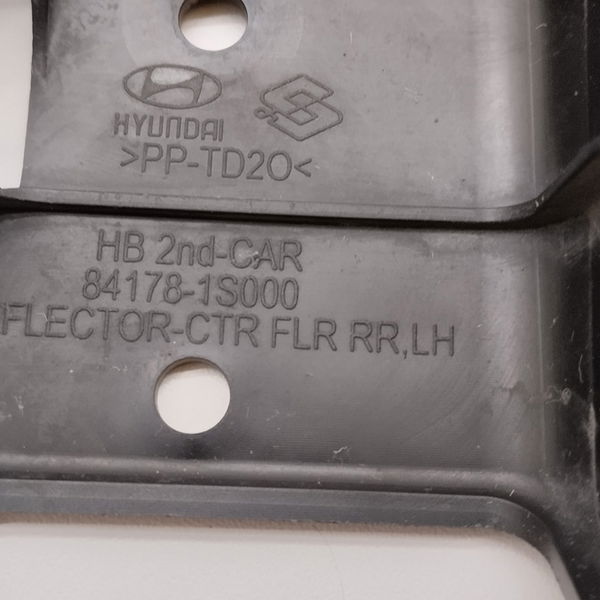 HYUNDAI
>PP-TD20<
HB 2nd-CAR
84178-1S000
FLECTOR-CTR FLR RR,LH